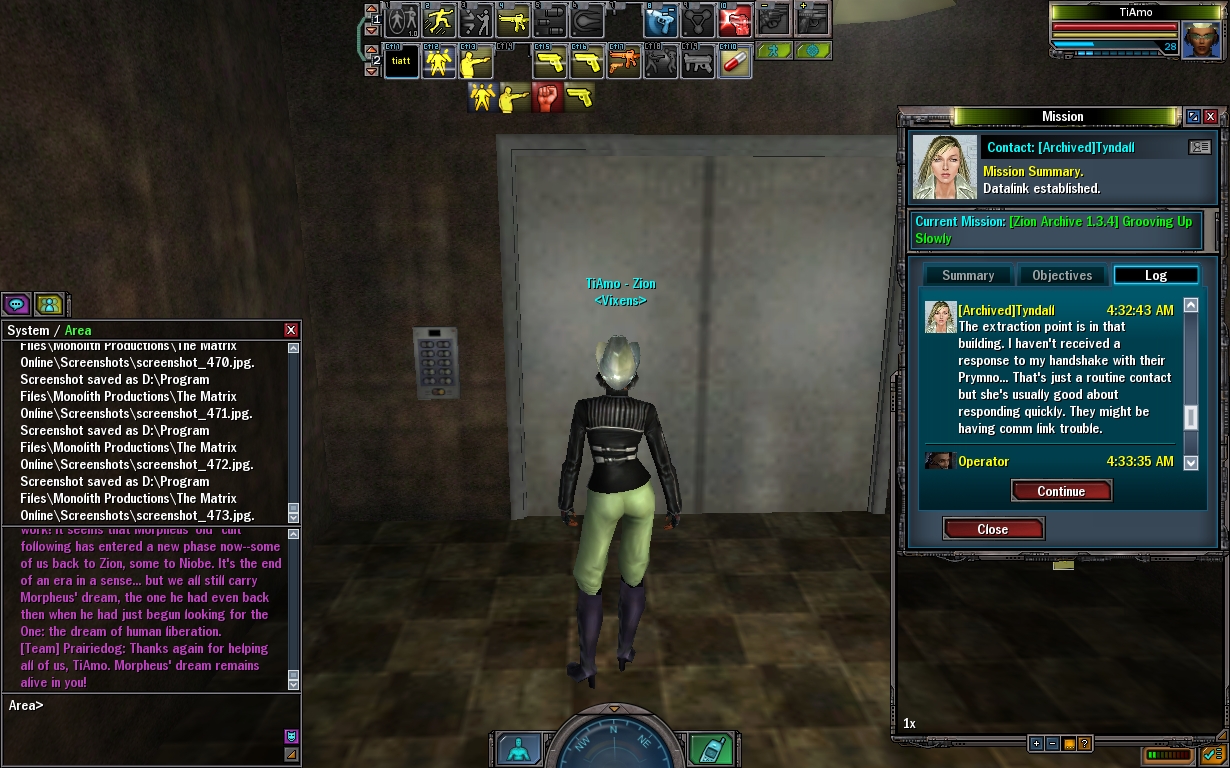 TiAmo
28
1
2
1.0
tiatt
Mission
Contact: [Archived]Tyndall
Mission Summary.
Datalink established.
Current Mission: [Zion Archive 1.3.4] Grooving Up
Slowly
Summary
Objectives
Log
[Archived]Tyndall 4:32:43 AM
The extraction point is in that
building. I haven't received a
response to my handshake with their
Prymno... That's just a routine contact
but she's usually good about
responding quickly. They might be
having comm link trouble.
Operator 4:33:35 AM
Continue
Close
TiAmo - Zion
<Vixens>
System / Area
Files\Monolith Productions\The Matrix
Online\Screenshots\screenshot_470.jpg.
Screenshot saved as D:\Program
Files\Monolith Productions\The Matrix
Online\Screenshots\screenshot_471.jpg.
Screenshot saved as D:\Program
Files\Monolith Productions\The Matrix
Online\Screenshots\screenshot_472.jpg.
Screenshot saved as D:\Program
Files\Monolith Productions\The Matrix
Online\Screenshots\screenshot_473.jpg.
work! It seems that Morpheus' old cult
following has entered a new phase now--some
of us back to Zion, some to Niobe--it's the end
of an era in a sense... but we all still carry
Morpheus' dream, the one he had even back
then when he had just begun looking for the
One: the dream of human liberation.
[Team] Prairiedog: Thanks again for helping
all of us, TiAmo. Morpheus' dream remains
alive in you!
Area>
NW
N
NE
1x